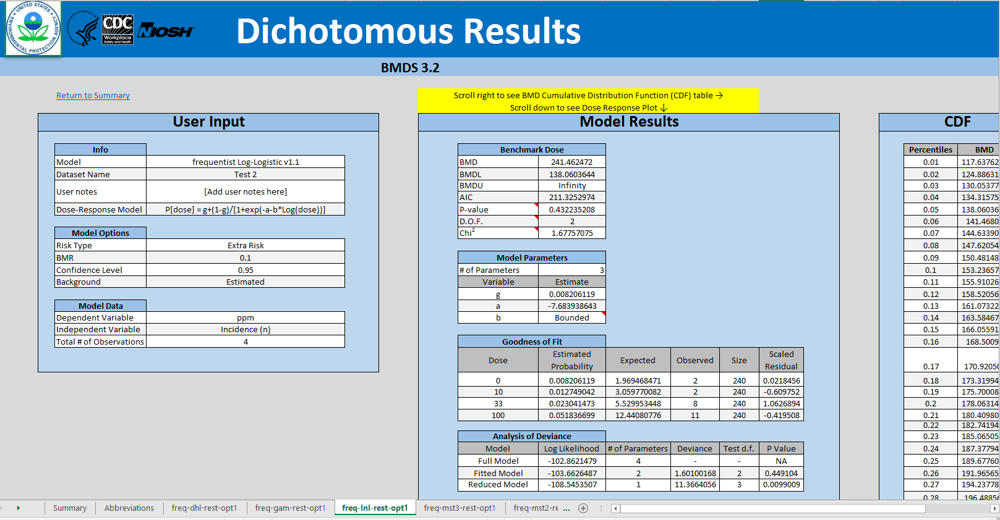 UNITED STATES
ENVIRONMENTAL PROTECTION AGENCY
CDC
Workplace
Safety and Health
NIOSH
Dichotomous Results
BMDS 3.2
Return to Summary
Scroll right to see BMD Cumulative Distribution Function (CDF) table →
Scroll down to see Dose Response Plot ↓
User Input
Info
Model frequentist Log-Logistic v1.1
Dataset Name Test 2
User notes [Add user notes here]
Dose-Response Model P[dose] = g+(1-g)/[1+exp(-a-b*Log(dose))]
Model Options
Risk Type Extra Risk
BMR 0.1
Confidence Level 0.95
Background Estimated
Model Data
Dependent Variable ppm
Independent Variable Incidence (n)
Total # of Observations 4
Model Results
Benchmark Dose
BMD 241.462472
BMDL 138.0603644
BMDU Infinity
AIC 211.3252974
P-value 0.432235208
D.O.F. 2
Chi² 1.67757075
Model Parameters
# of Parameters 3
Variable Estimate
g 0.008206119
a -7.683938643
b Bounded
Goodness of Fit
Dose Estimated Probability Expected Observed Size Scaled Residual
0 0.008206119 1.969468471 2 240 0.0218456
10 0.012749042 3.059770082 2 240 -0.609752
33 0.023041473 5.529953448 8 240 1.0626894
100 0.051836699 12.44080776 11 240 -0.419508
Analysis of Deviance
Model Log Likelihood # of Parameters Deviance Test d.f. P Value
Full Model -102.8621479 4 - - NA
Fitted Model -103.6626487 2 1.60100168 2 0.449104
Reduced Model -108.5453507 1 11.3664056 3 0.0099009
CDF
Percentiles BMD
0.01 117.63762
0.02 124.88631
0.03 130.05377
0.04 134.31575
0.05 138.06036
0.06 141.4680
0.07 144.63390
0.08 147.62054
0.09 150.48148
0.1 153.23657
0.11 155.91026
0.12 158.52056
0.13 161.07322
0.14 163.58467
0.15 166.05591
0.16 168.5009
0.17 170.92050
0.18 173.31994
0.19 175.70008
0.2 178.06314
0.21 180.40980
0.22 182.74194
0.23 185.06505
0.24 187.37794
0.25 189.67760
0.26 191.96565
0.27 194.23778
0.28 196.48856
Summary Abbreviations freq-dhl-rest-opt1 freq-gam-rest-opt1 freq-lnl-rest-opt1 freq-mst3-rest-opt1 freq-mst2-re ...